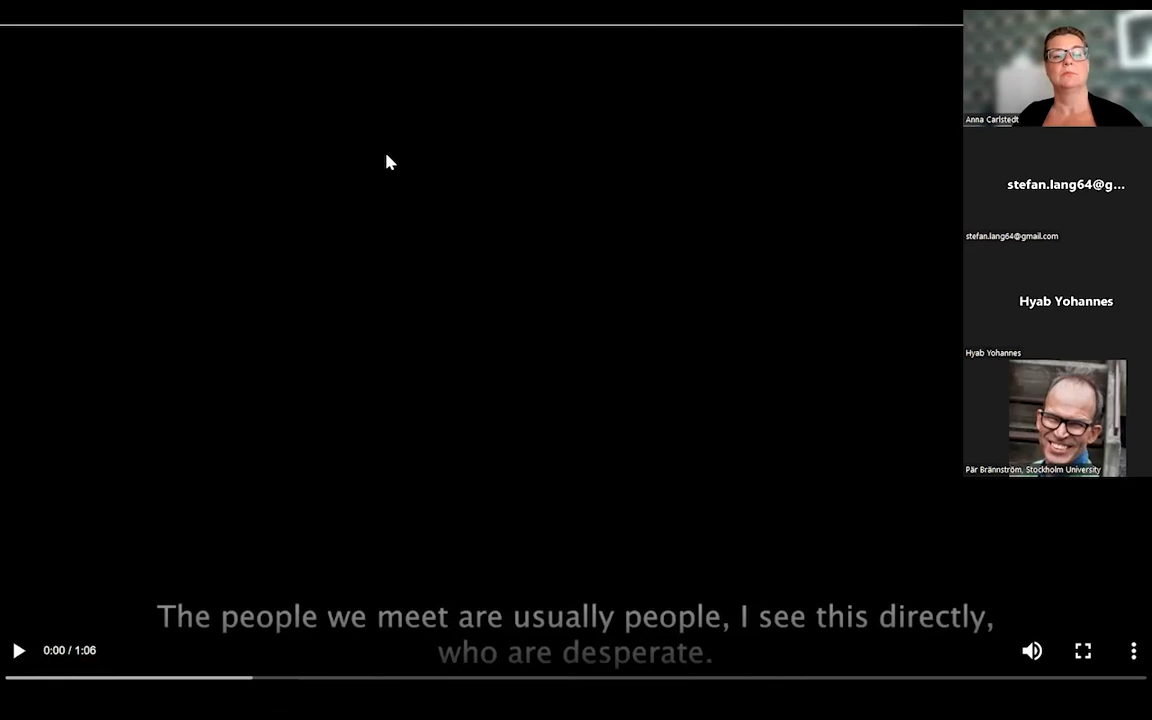 Anna Carlstedt
stefan.lang64@g...
stefan.lang64@gmail.com
Hyab Yohannes
Hyab Yohannes
Pär Brännström, Stockholm University
The people we meet are usually people, I see this directly,
who are desperate.
0:00 / 1:06